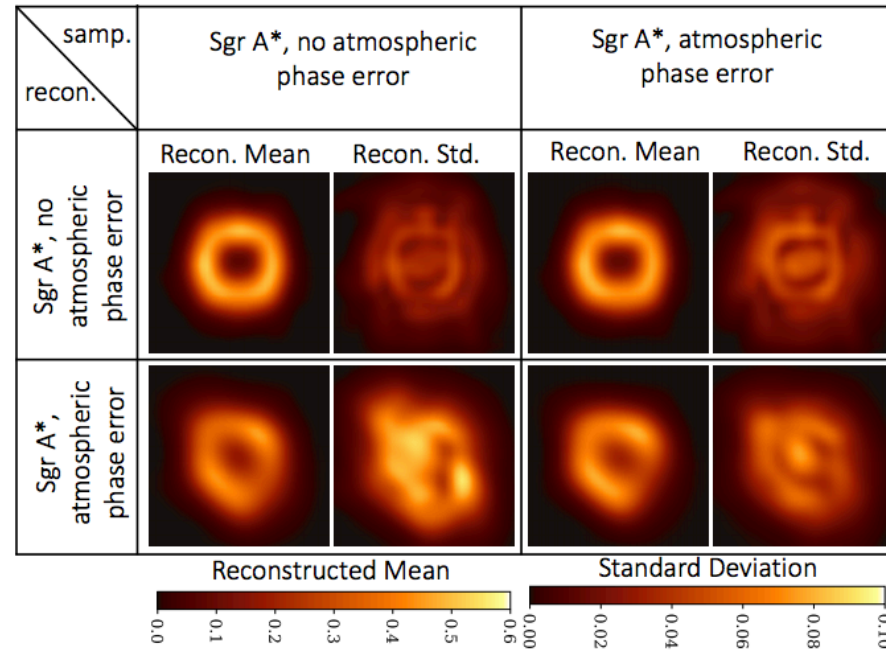 samp.
recon.
Sgr A*, no atmospheric
phase error
Sgr A*, atmospheric
phase error
Recon. Mean
Recon. Std.
Recon. Mean
Recon. Std.
Sgr A*, no
atmospheric
phase error
Sgr A*,
atmospheric
phase error
Reconstructed Mean
0.0 0.1 0.2 0.3 0.4 0.5 0.6
Standard Deviation
0.00 0.02 0.04 0.06 0.08 0.10